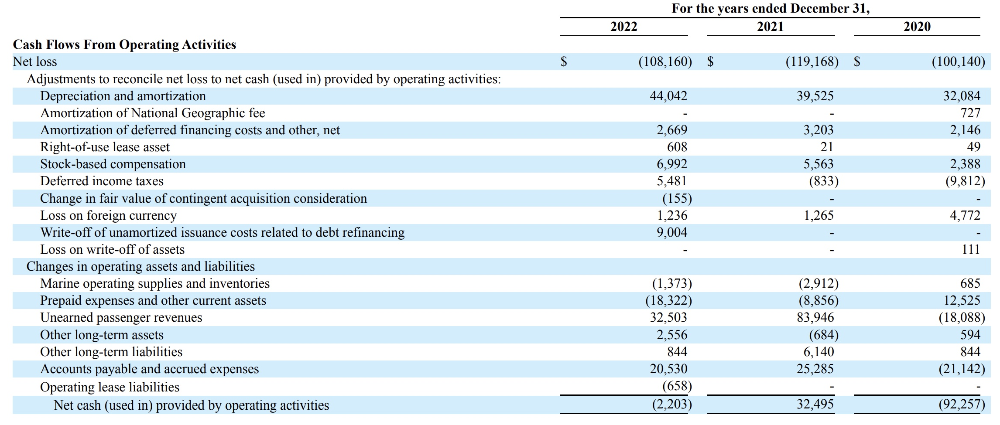 For the years ended December 31,
2022 2021 2020
Cash Flows From Operating Activities
Net loss $ (108,160) $ (119,168) $ (100,140)
Adjustments to reconcile net loss to net cash (used in) provided by operating activities:
Depreciation and amortization 44,042 39,525 32,084
Amortization of National Geographic fee - - 727
Amortization of deferred financing costs and other, net 2,669 3,203 2,146
Right-of-use lease asset 608 21 49
Stock-based compensation 6,992 5,563 2,388
Deferred income taxes 5,481 (833) (9,812)
Change in fair value of contingent acquisition consideration (155) - -
Loss on foreign currency 1,236 1,265 4,772
Write-off of unamortized issuance costs related to debt refinancing 9,004 - -
Loss on write-off of assets - - 111
Changes in operating assets and liabilities
Marine operating supplies and inventories (1,373) (2,912) 685
Prepaid expenses and other current assets (18,322) (8,856) 12,525
Unearned passenger revenues 32,503 83,946 (18,088)
Other long-term assets 2,556 (684) 594
Other long-term liabilities 844 6,140 844
Accounts payable and accrued expenses 20,530 25,285 (21,142)
Operating lease liabilities (658) - -
Net cash (used in) provided by operating activities (2,203) 32,495 (92,257)